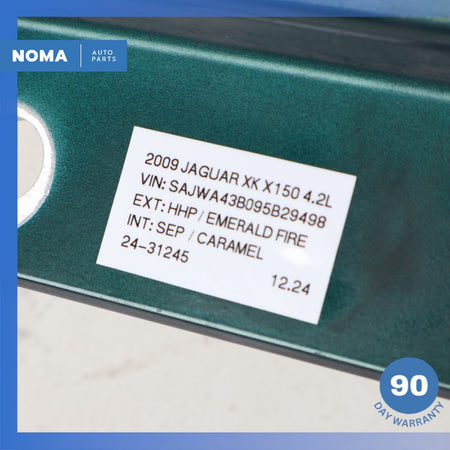 NOMA
AUTO
PARTS
2009 JAGUAR XK X150 4.2L
VIN: SAJWA43B095B29498
EXT: HHP / EMERALD FIRE
INT: SEP / CARAMEL
24-31245
12.24
90
DAY WARRANTY